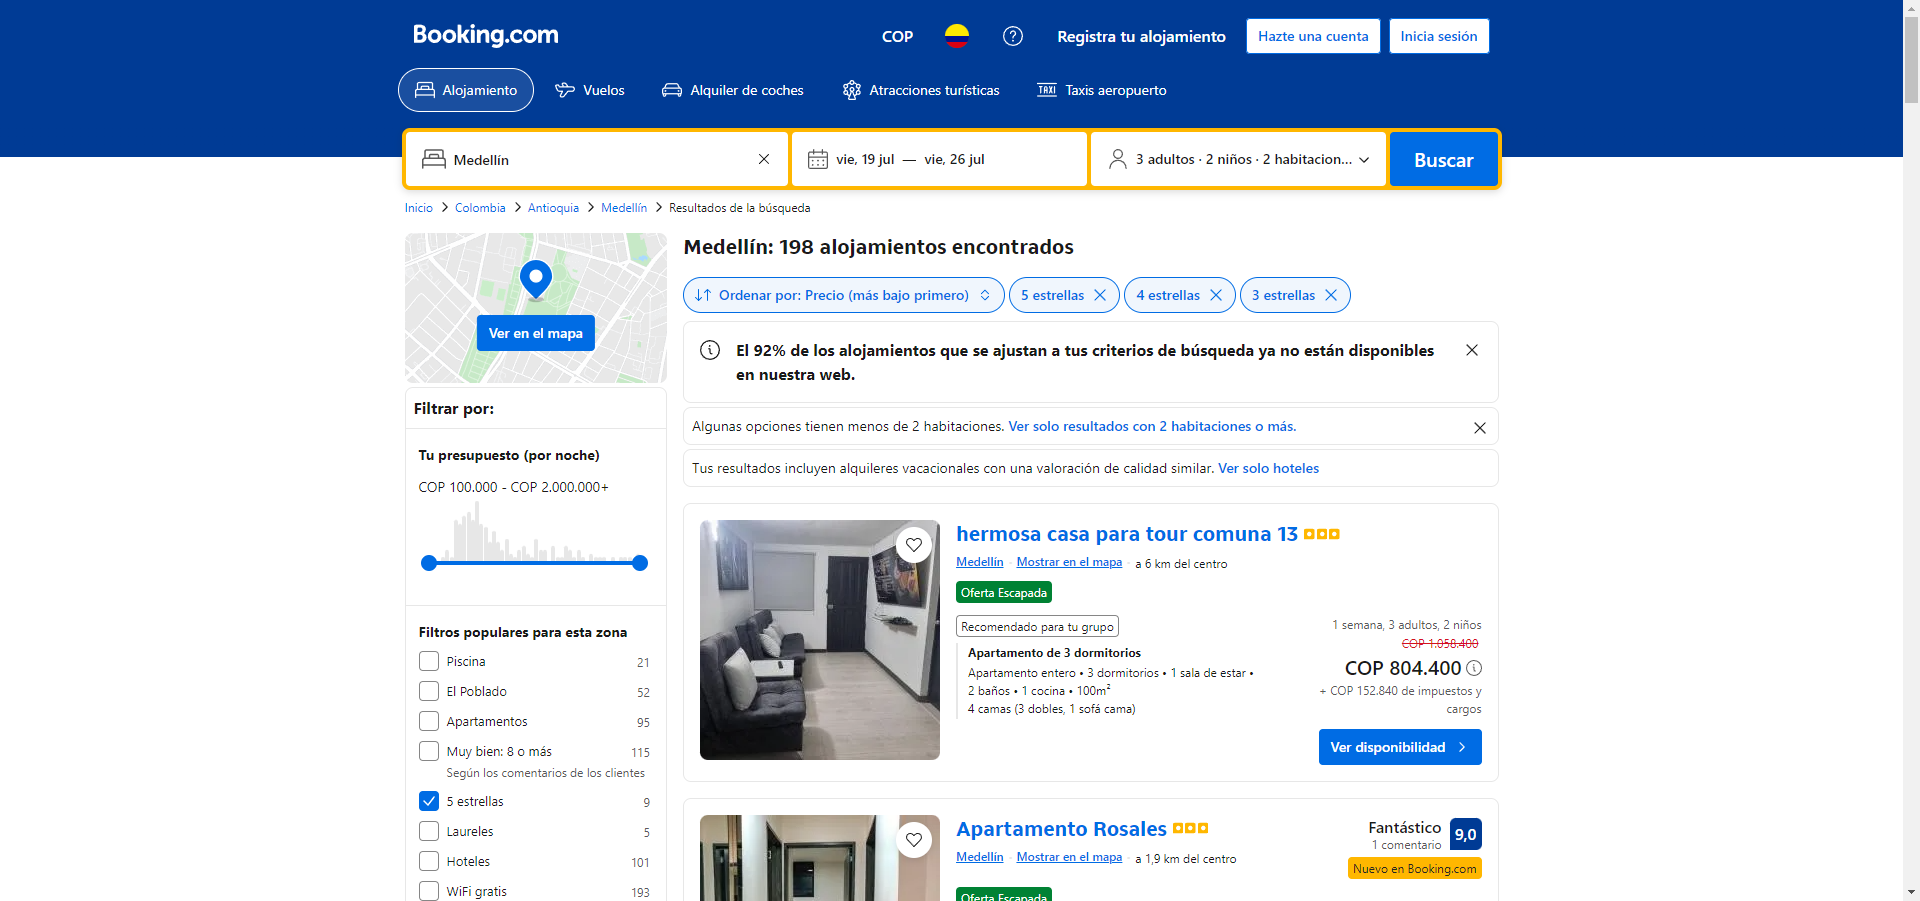 Booking.com
COP
Registra tu alojamiento
Hazte una cuenta
Inicia sesión
Alojamiento
Vuelos
Alquiler de coches
Atracciones turísticas
TAXI
Taxis aeropuerto
Medellín
vie, 19 jul — vie, 26 jul
3 adultos · 2 niños · 2 habitacion...
Buscar
Inicio
Colombia
Antioquia
Medellín
Resultados de la búsqueda
Ver en el mapa
Filtrar por:
Tu presupuesto (por noche)
COP 100.000 - COP 2.000.000+
Filtros populares para esta zona
Piscina 21
El Poblado 52
Apartamentos 95
Muy bien: 8 o más 115
Según los comentarios de los clientes
5 estrellas 9
Laureles 5
Hoteles 101
WiFi gratis 193
Medellín: 198 alojamientos encontrados
Ordenar por: Precio (más bajo primero)
5 estrellas
4 estrellas
3 estrellas
El 92% de los alojamientos que se ajustan a tus criterios de búsqueda ya no están disponibles
en nuestra web.
Algunas opciones tienen menos de 2 habitaciones. Ver solo resultados con 2 habitaciones o más.
Tus resultados incluyen alquileres vacacionales con una valoración de calidad similar. Ver solo hoteles
hermosa casa para tour comuna 13
Medellín · Mostrar en el mapa · a 6 km del centro
Oferta Escapada
Recomendado para tu grupo
Apartamento de 3 dormitorios
Apartamento entero • 3 dormitorios • 1 sala de estar •
2 baños • 1 cocina • 100m²
4 camas (3 dobles, 1 sofá cama)
1 semana, 3 adultos, 2 niños
COP 1.058.400
COP 804.400
+ COP 152.840 de impuestos y
cargos
Ver disponibilidad
Apartamento Rosales
Medellín · Mostrar en el mapa · a 1,9 km del centro
Oferta Escapada
Fantástico
1 comentario
9,0
Nuevo en Booking.com